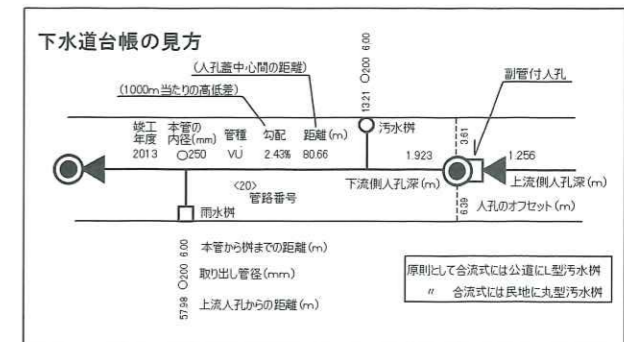 下水道台帳の見方
(人孔蓋中心間の距離)
(1000m当たりの高低差)
副管付人孔
13.21 ○200 6.00
竣工年度 本管の内径(mm) 管種 勾配 距離(m)
2013 ○250 VU 2.43% 80.66
汚水桝
1.923
3.61
1.256
<20>
管路番号
下流側人孔深(m)
上流側人孔深(m)
6.39
人孔のオフセット(m)
雨水桝
57.98 ○200 6.00
本管から桝までの距離(m)
取り出し管径(mm)
上流人孔からの距離(m)
原則として合流式には公道にL型汚水桝
〃 合流式には民地に丸型汚水桝